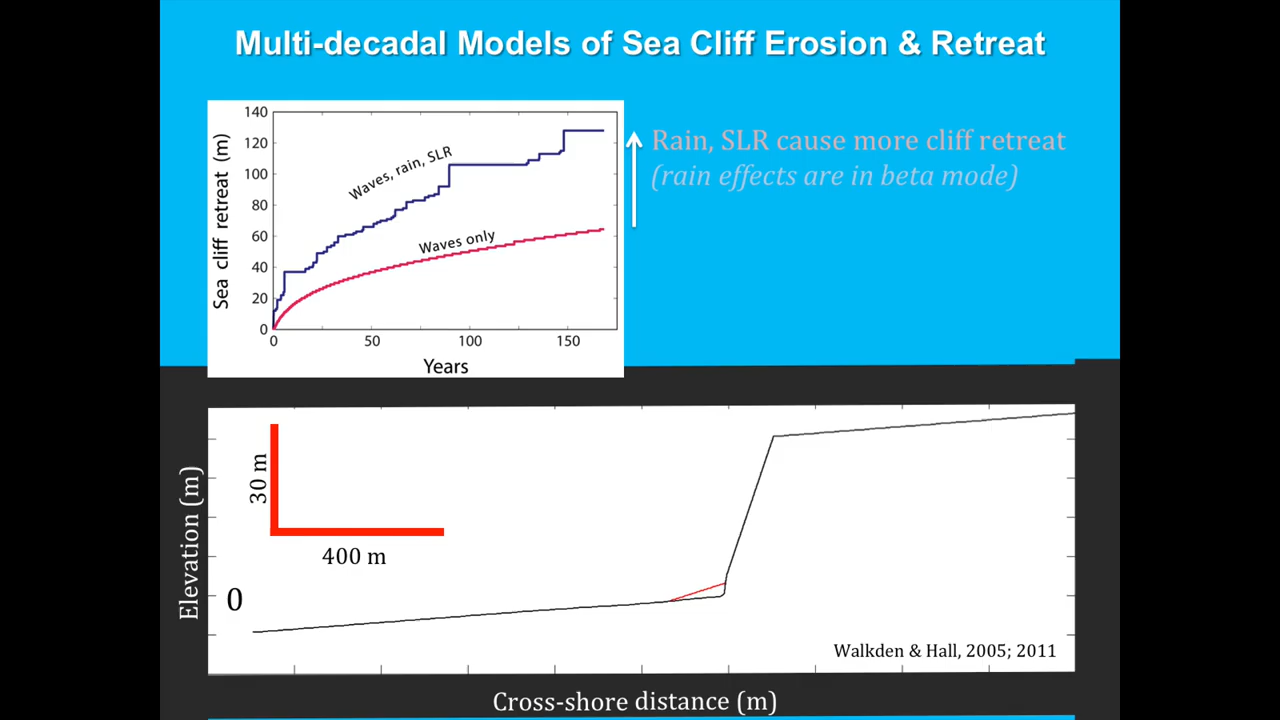 Multi-decadal Models of Sea Cliff Erosion & Retreat
140
120
100
80
60
40
20
0
Sea cliff retreat (m)
Waves, rain, SLR
Waves only
0 50 100 150
Years
Rain, SLR cause more cliff retreat
(rain effects are in beta mode)
Elevation (m)
30 m
400 m
0
Walkden & Hall, 2005; 2011
Cross-shore distance (m)